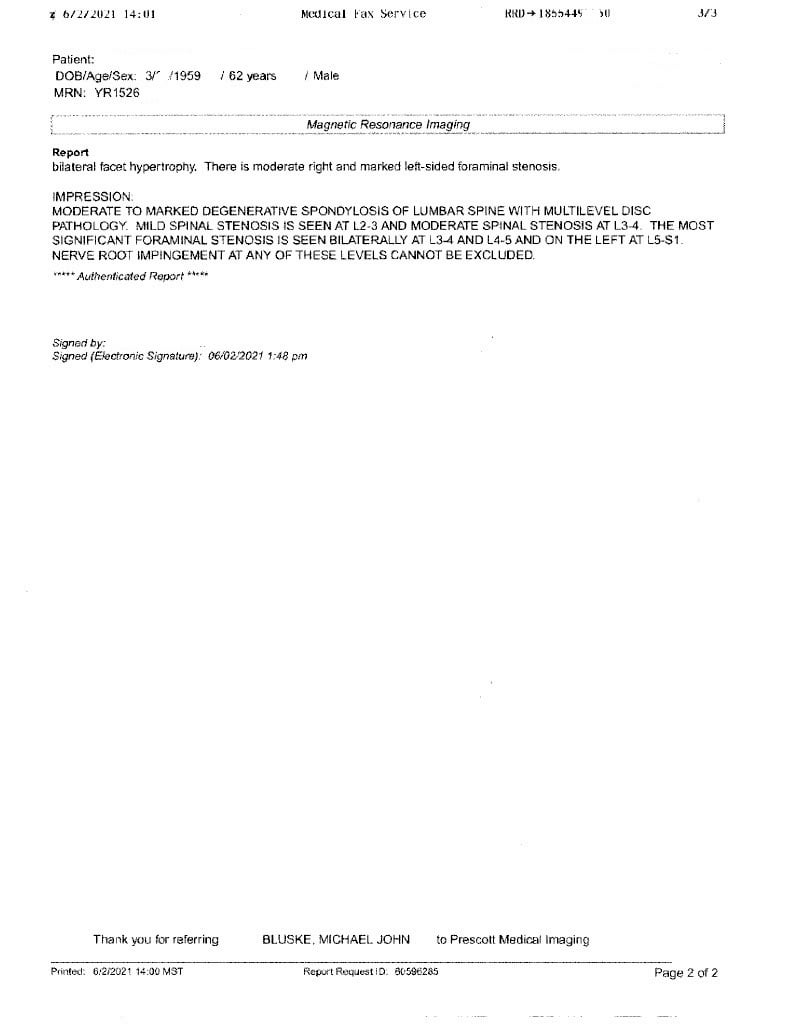 6/2/2021 14:01 Medical Fax Service RRD→1855449 50 3/3
Patient:
DOB/Age/Sex: 3/ /1959 / 62 years / Male
MRN: YR1526
Magnetic Resonance Imaging
Report
bilateral facet hypertrophy. There is moderate right and marked left-sided foraminal stenosis.
IMPRESSION:
MODERATE TO MARKED DEGENERATIVE SPONDYLOSIS OF LUMBAR SPINE WITH MULTILEVEL DISC
PATHOLOGY. MILD SPINAL STENOSIS IS SEEN AT L2-3 AND MODERATE SPINAL STENOSIS AT L3-4. THE MOST
SIGNIFICANT FORAMINAL STENOSIS IS SEEN BILATERALLY AT L3-4 AND L4-5 AND ON THE LEFT AT L5-S1.
NERVE ROOT IMPINGEMENT AT ANY OF THESE LEVELS CANNOT BE EXCLUDED.
***** Authenticated Report *****
Signed by:
Signed (Electronic Signature): 06/02/2021 1:48 pm
Thank you for referring BLUSKE, MICHAEL JOHN to Prescott Medical Imaging
Printed: 6/2/2021 14:00 MST Report Request ID: 60596285 Page 2 of 2